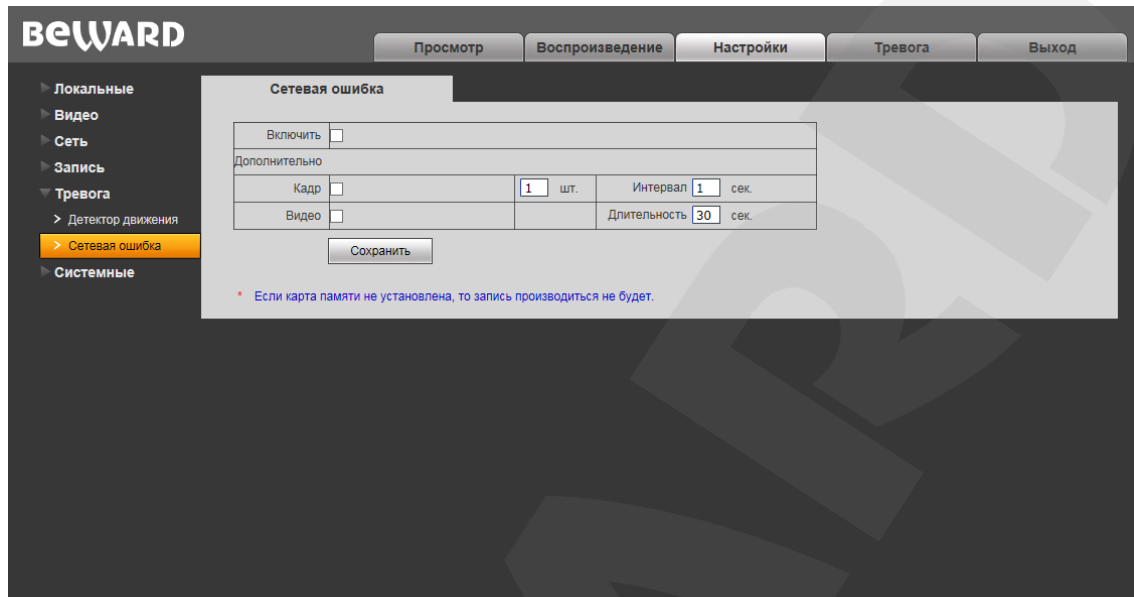 BEWARD
Просмотр Воспроизведение Настройки Тревога Выход
Локальные
Видео
Сеть
Запись
Тревога
> Детектор движения
> Сетевая ошибка
Системные
Сетевая ошибка
Включить
Дополнительно
Кадр 1 шт. Интервал 1 сек.
Видео Длительность 30 сек.
Сохранить
* Если карта памяти не установлена, то запись производиться не будет.